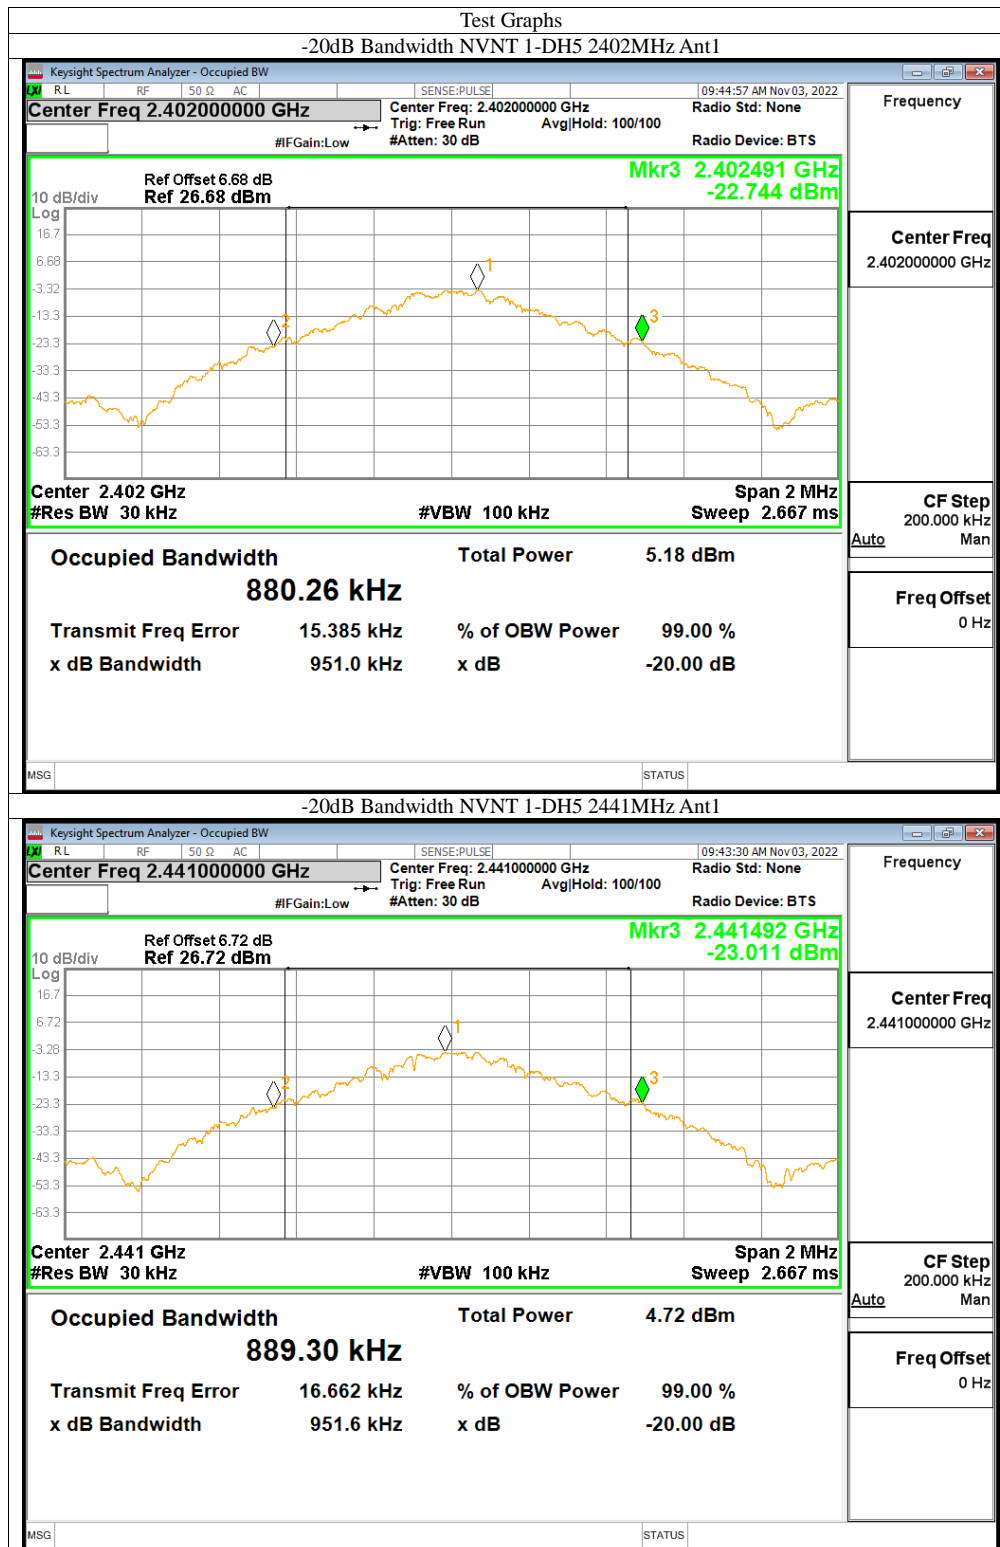 Test Graphs
-20dB Bandwidth NVNT 1-DH5 2402MHz Ant1
Keysight Spectrum Analyzer - Occupied BW
LXI RL RF 50 Ω AC SENSE:PULSE 09:44:57 AM Nov 03, 2022
Center Freq 2.402000000 GHz
Center Freq: 2.402000000 GHz Radio Std: None
Trig: Free Run Avg|Hold: 100/100
#IFGain:Low #Atten: 30 dB Radio Device: BTS
Frequency
Mkr3 2.402491 GHz
-22.744 dBm
Ref Offset 6.68 dB
10 dB/div Ref 26.68 dBm
Log
16.7
6.68
-3.32
-13.3
-23.3
-33.3
-43.3
-53.3
-63.3
1
2
3
Center 2.402 GHz Span 2 MHz
#Res BW 30 kHz #VBW 100 kHz Sweep 2.667 ms
Center Freq
2.402000000 GHz
CF Step
200.000 kHz
Auto Man
Freq Offset
0 Hz
Occupied Bandwidth Total Power 5.18 dBm
880.26 kHz
Transmit Freq Error 15.385 kHz % of OBW Power 99.00 %
x dB Bandwidth 951.0 kHz x dB -20.00 dB
MSG STATUS
-20dB Bandwidth NVNT 1-DH5 2441MHz Ant1
Keysight Spectrum Analyzer - Occupied BW
LXI RL RF 50 Ω AC SENSE:PULSE 09:43:30 AM Nov 03, 2022
Center Freq 2.441000000 GHz
Center Freq: 2.441000000 GHz Radio Std: None
Trig: Free Run Avg|Hold: 100/100
#IFGain:Low #Atten: 30 dB Radio Device: BTS
Frequency
Mkr3 2.441492 GHz
-23.011 dBm
Ref Offset 6.72 dB
10 dB/div Ref 26.72 dBm
Log
16.7
6.72
-3.28
-13.3
-23.3
-33.3
-43.3
-53.3
-63.3
1
2
3
Center 2.441 GHz Span 2 MHz
#Res BW 30 kHz #VBW 100 kHz Sweep 2.667 ms
Center Freq
2.441000000 GHz
CF Step
200.000 kHz
Auto Man
Freq Offset
0 Hz
Occupied Bandwidth Total Power 4.72 dBm
889.30 kHz
Transmit Freq Error 16.662 kHz % of OBW Power 99.00 %
x dB Bandwidth 951.6 kHz x dB -20.00 dB
MSG STATUS